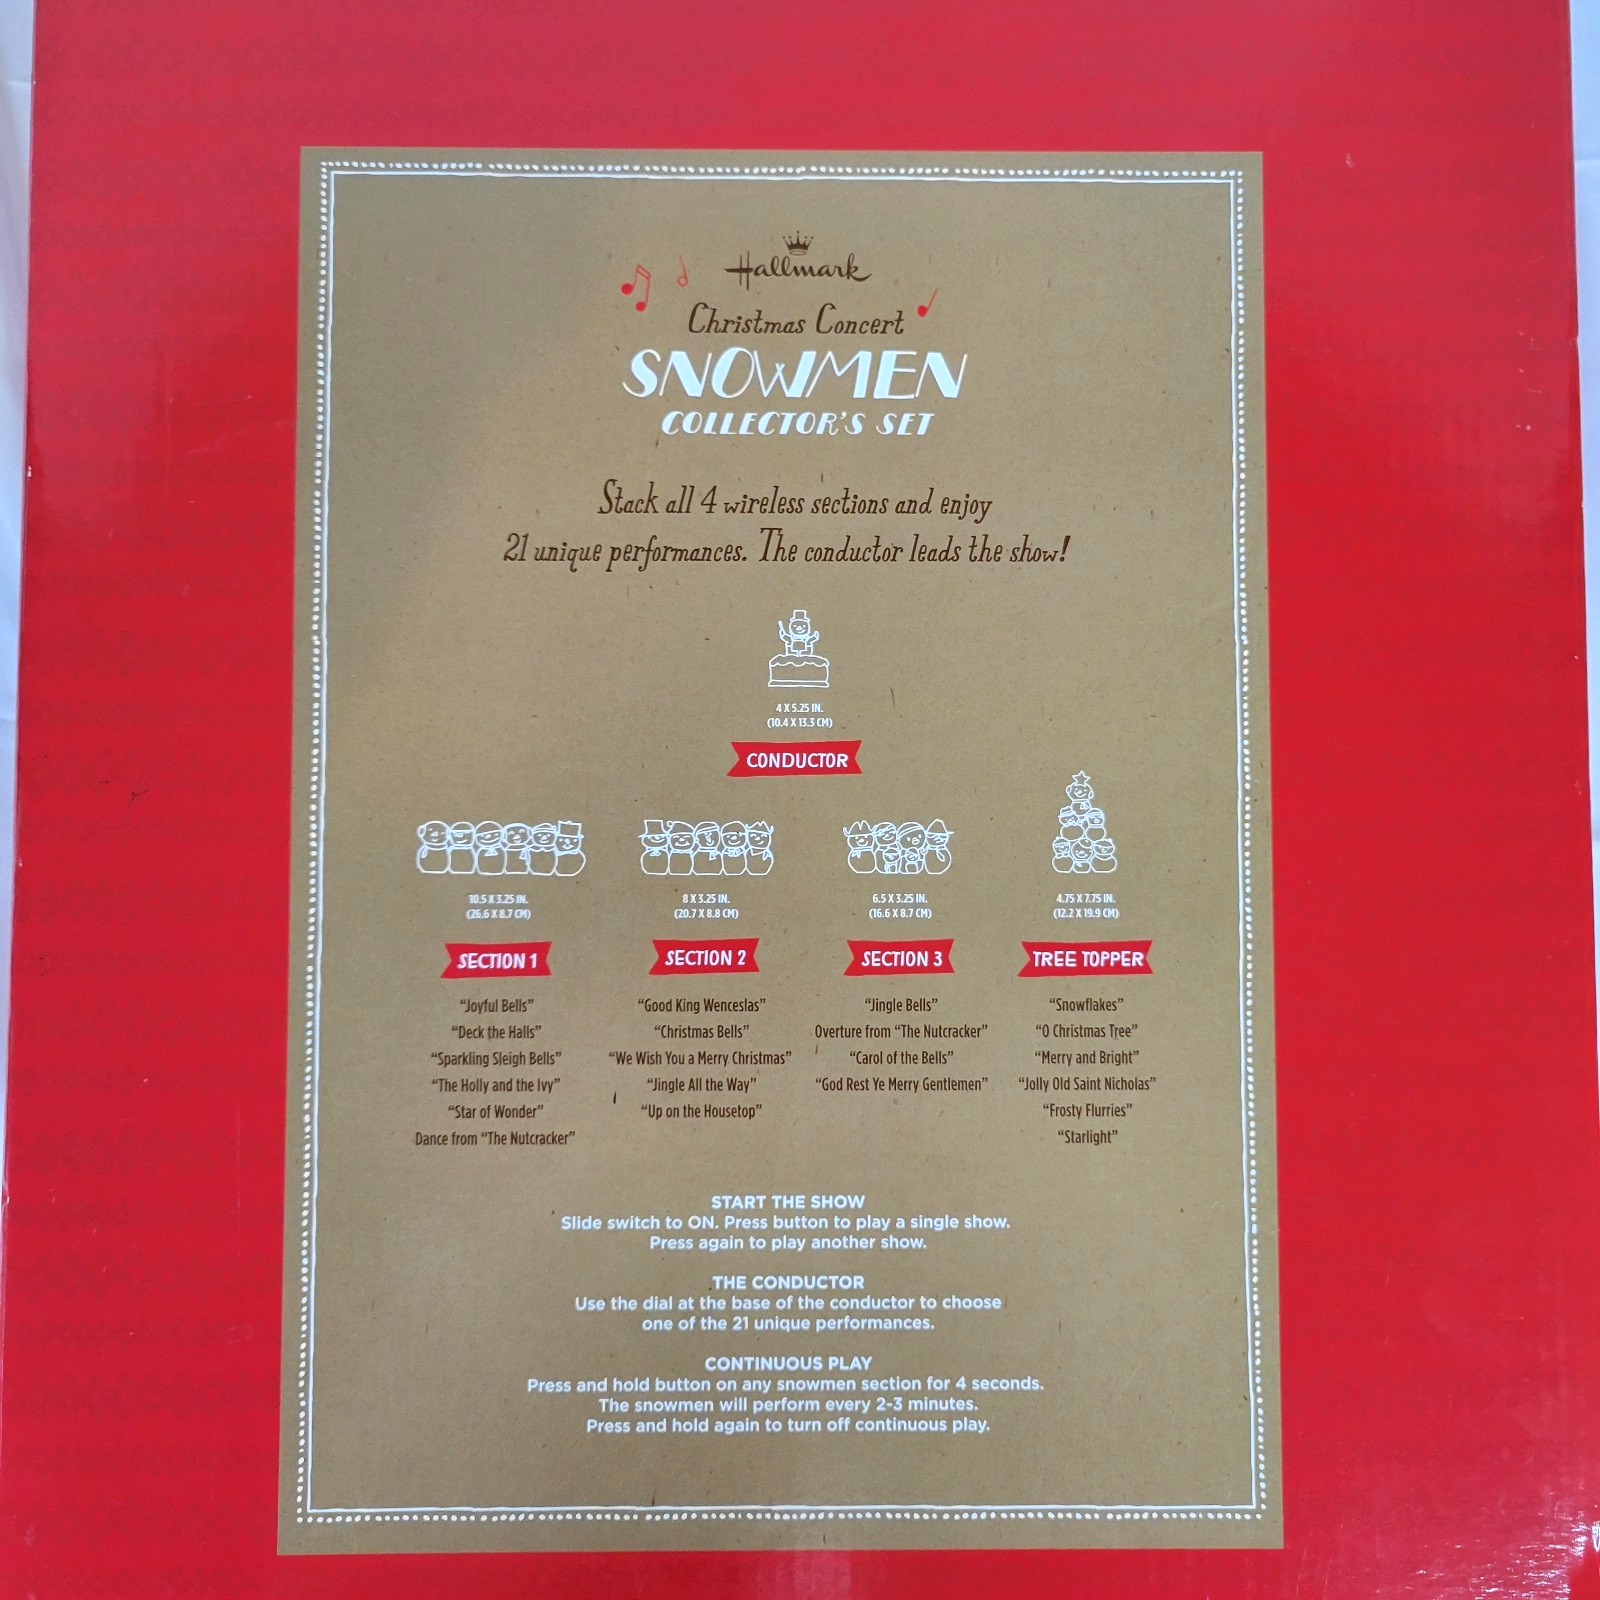 Hallmark
Christmas Concert
SNOWMEN
COLLECTOR'S SET
Stack all 4 wireless sections and enjoy
21 unique performances. The conductor leads the show!
4 X 5.25 IN.
(10.4 X 13.3 CM)
CONDUCTOR
10.5 X 3.25 IN.
(26.6 X 8.7 CM)
SECTION 1
"Joyful Bells"
"Deck the Halls"
"Sparkling Sleigh Bells"
"The Holly and the Ivy"
"Star of Wonder"
Dance from "The Nutcracker"
8 X 3.25 IN.
(20.7 X 8.8 CM)
SECTION 2
"Good King Wenceslas"
"Christmas Bells"
"We Wish You a Merry Christmas"
"Jingle All the Way"
"Up on the Housetop"
6.5 X 3.25 IN.
(16.6 X 8.7 CM)
SECTION 3
"Jingle Bells"
Overture from "The Nutcracker"
"Carol of the Bells"
"God Rest Ye Merry Gentlemen"
4.75 X 7.75 IN.
(12.2 X 19.9 CM)
TREE TOPPER
"Snowflakes"
"O Christmas Tree"
"Merry and Bright"
"Jolly Old Saint Nicholas"
"Frosty Flurries"
"Starlight"
START THE SHOW
Slide switch to ON. Press button to play a single show.
Press again to play another show.
THE CONDUCTOR
Use the dial at the base of the conductor to choose
one of the 21 unique performances.
CONTINUOUS PLAY
Press and hold button on any snowmen section for 4 seconds.
The snowmen will perform every 2-3 minutes.
Press and hold again to turn off continuous play.